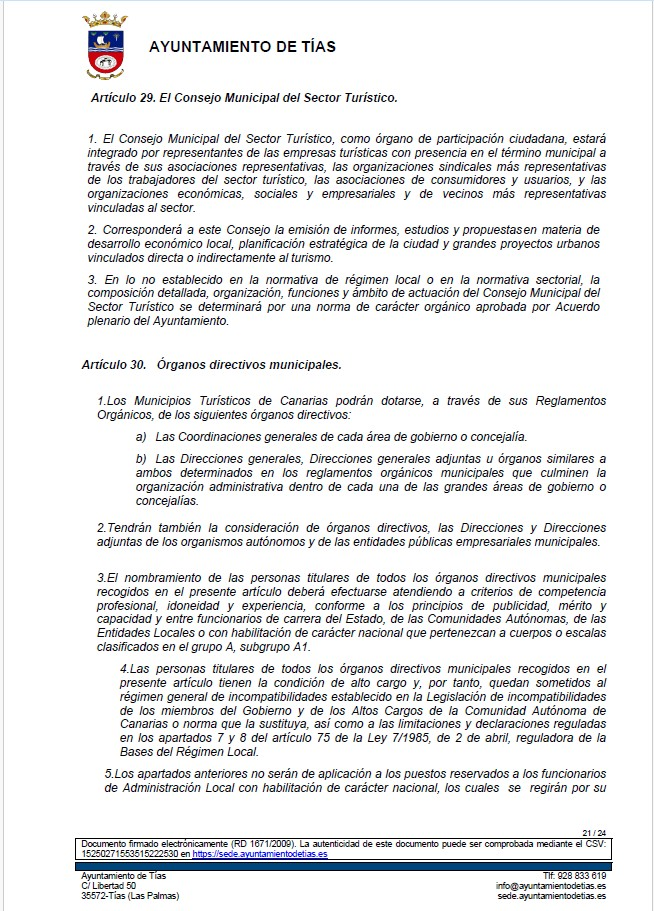 AYUNTAMIENTO DE TÍAS
Artículo 29. El Consejo Municipal del Sector Turístico.
1. El Consejo Municipal del Sector Turístico, como órgano de participación ciudadana, estará
integrado por representantes de las empresas turísticas con presencia en el término municipal a
través de sus asociaciones representativas, las organizaciones sindicales más representativas
de los trabajadores del sector turístico, las asociaciones de consumidores y usuarios, y las
organizaciones económicas, sociales y empresariales y de vecinos más representativas
vinculadas al sector.
2. Corresponderá a este Consejo la emisión de informes, estudios y propuestas en materia de
desarrollo económico local, planificación estratégica de la ciudad y grandes proyectos urbanos
vinculados directa o indirectamente al turismo.
3. En lo no establecido en la normativa de régimen local o en la normativa sectorial, la
composición detallada, organización, funciones y ámbito de actuación del Consejo Municipal del
Sector Turístico se determinará por una norma de carácter orgánico aprobada por Acuerdo
plenario del Ayuntamiento.
Artículo 30. Órganos directivos municipales.
1.Los Municipios Turísticos de Canarias podrán dotarse, a través de sus Reglamentos
Orgánicos, de los siguientes órganos directivos:
a) Las Coordinaciones generales de cada área de gobierno o concejalía.
b) Las Direcciones generales, Direcciones generales adjuntas u órganos similares a
ambos determinados en los reglamentos orgánicos municipales que culminen la
organización administrativa dentro de cada una de las grandes áreas de gobierno o
concejalías.
2.Tendrán también la consideración de órganos directivos, las Direcciones y Direcciones
adjuntas de los organismos autónomos y de las entidades públicas empresariales municipales.
3.El nombramiento de las personas titulares de todos los órganos directivos municipales
recogidos en el presente artículo deberá efectuarse atendiendo a criterios de competencia
profesional, idoneidad y experiencia, conforme a los principios de publicidad, mérito y
capacidad y entre funcionarios de carrera del Estado, de las Comunidades Autónomas, de las
Entidades Locales o con habilitación de carácter nacional que pertenezcan a cuerpos o escalas
clasificados en el grupo A, subgrupo A1.
4.Las personas titulares de todos los órganos directivos municipales recogidos en el
presente artículo tienen la condición de alto cargo y, por tanto, quedan sometidos al
régimen general de incompatibilidades establecido en la Legislación de incompatibilidades
de los miembros del Gobierno y de los Altos Cargos de la Comunidad Autónoma de
Canarias o norma que la sustituya, así como a las limitaciones y declaraciones reguladas
en los apartados 7 y 8 del artículo 75 de la Ley 7/1985, de 2 de abril, reguladora de la
Bases del Régimen Local.
5.Los apartados anteriores no serán de aplicación a los puestos reservados a los funcionarios
de Administración Local con habilitación de carácter nacional, los cuales se regirán por su
21 / 24
Documento firmado electrónicamente (RD 1671/2009). La autenticidad de este documento puede ser comprobada mediante el CSV:
15250271553515222530 en https://sede.ayuntamientodetias.es
Ayuntamiento de Tías Tlf: 928 833 619
C/ Libertad 50 info@ayuntamientodetias.es
35572-Tías (Las Palmas) sede.ayuntamientodetias.es